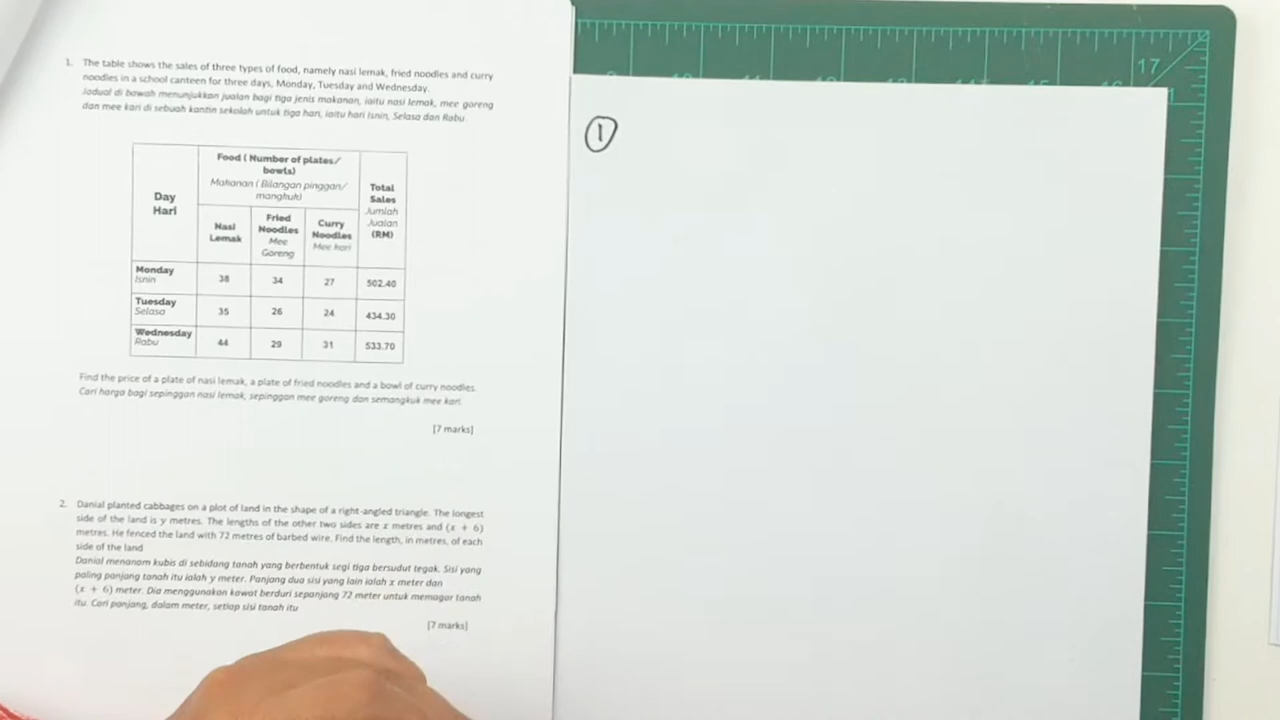 1. The table shows the sales of three types of food, namely nasi lemak, fried noodles and curry
noodles in a school canteen for three days, Monday, Tuesday and Wednesday.
Jadual di bawah menunjukkan jualan bagi tiga jenis makanan, iaitu nasi lemak, mee goreng
dan mee kari di sebuah kantin sekolah untuk tiga hari, iaitu hari Isnin, Selasa dan Rabu.
Day
Hari
Food ( Number of plates/
bowls)
Makanan ( Bilangan pinggan/
mangkuk)
Total
Sales
Jumlah
Jualan
(RM)
Nasi
Lemak
Fried
Noodles
Mee
Goreng
Curry
Noodles
Mee kari
Monday
Isnin
38 34 27 502.40
Tuesday
Selasa
35 26 24 434.30
Wednesday
Rabu
44 29 31 533.70
Find the price of a plate of nasi lemak, a plate of fried noodles and a bowl of curry noodles.
Cari harga bagi sepinggan nasi lemak, sepinggan mee goreng dan semangkuk mee kari.
[7 marks]
2. Danial planted cabbages on a plot of land in the shape of a right-angled triangle. The longest
side of the land is y metres. The lengths of the other two sides are x metres and (x + 6)
metres. He fenced the land with 72 metres of barbed wire. Find the length, in metres, of each
side of the land
Danial menanam kubis di sebidang tanah yang berbentuk segi tiga bersudut tegak. Sisi yang
paling panjang tanah itu ialah y meter. Panjang dua sisi yang lain ialah x meter dan
(x + 6) meter. Dia menggunakan kawat berduri sepanjang 72 meter untuk memagar tanah
itu. Cari panjang, dalam meter, setiap sisi tanah itu
[7 marks]
1
17